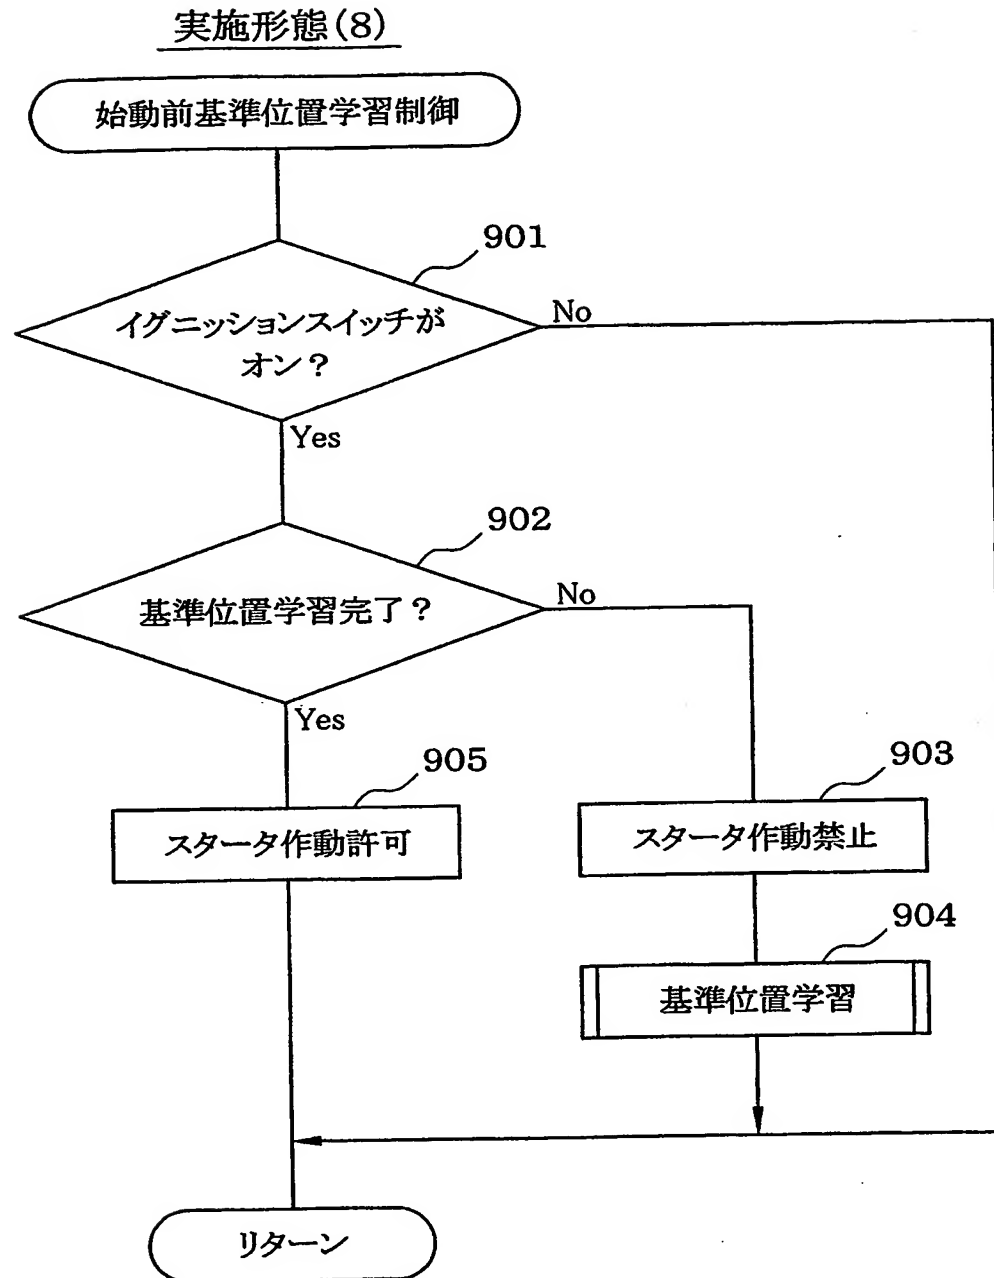 実施形態(8)
始動前基準位置学習制御
901
イグニッションスイッチが
オン?
No
Yes
902
基準位置学習完了?
No
Yes
905
スタータ作動許可
903
スタータ作動禁止
904
基準位置学習
リターン